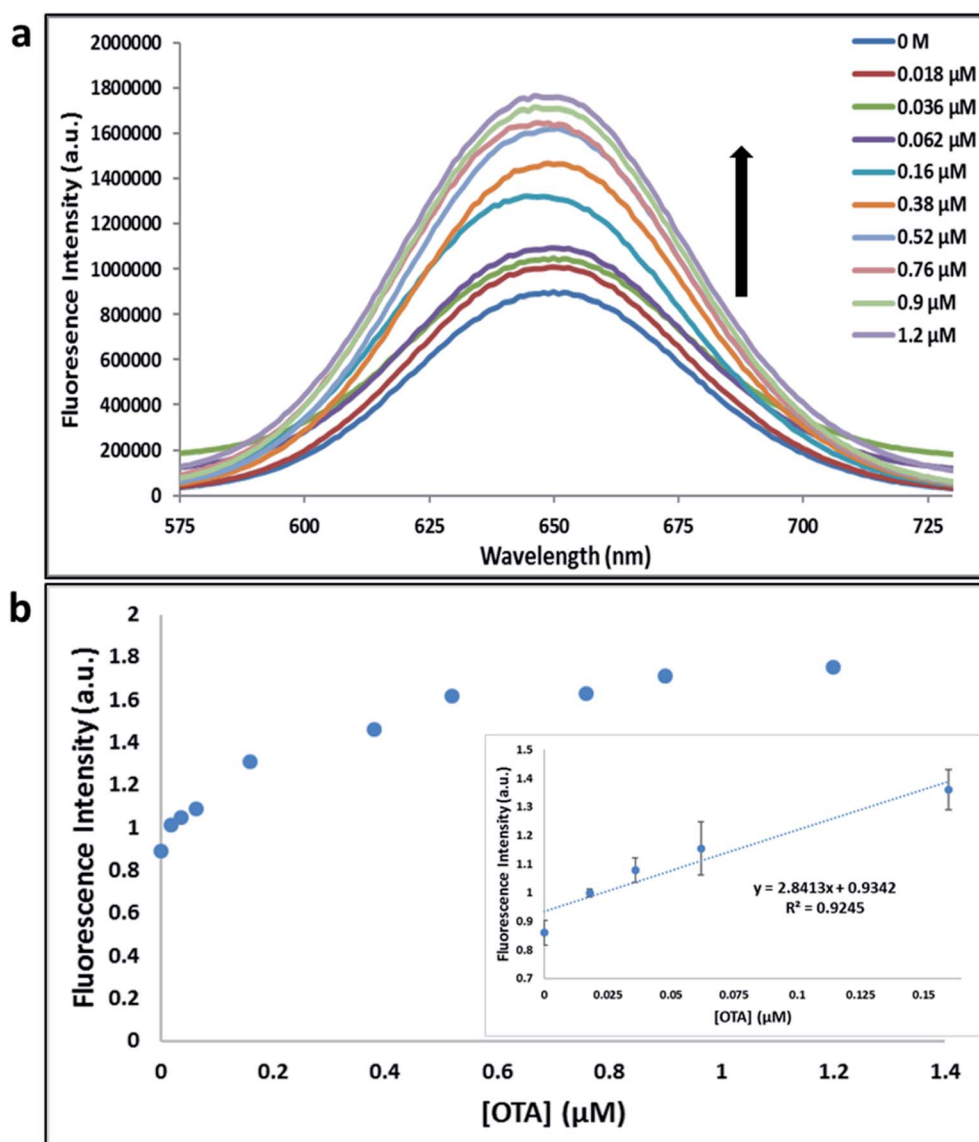 a
Fluoresence Intensity (a.u.)
2000000
1800000
1600000
1400000
1200000
1000000
800000
600000
400000
200000
0
575
600
625
650
675
700
725
Wavelength (nm)
0 M
0.018 µM
0.036 µM
0.062 µM
0.16 µM
0.38 µM
0.52 µM
0.76 µM
0.9 µM
1.2 µM
b
Fluorescence Intensity (a.u.)
2
1.8
1.6
1.4
1.2
1
0.8
0.6
0.4
0.2
0
0
0.2
0.4
0.6
0.8
1
1.2
1.4
[OTA] (µM)
Fluorescence Intensity (a.u.)
1.5
1.4
1.3
1.2
1.1
1
0.9
0.8
0.7
y = 2.8413x + 0.9342
R² = 0.9245
0
0.025
0.05
0.075
0.1
0.125
0.15
[OTA] (µM)